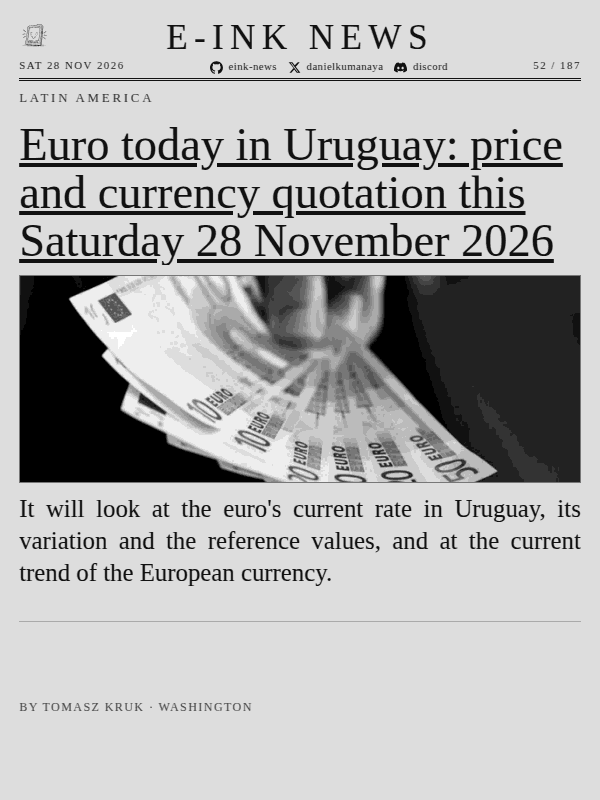 E-INK NEWS
SAT 28 NOV 2026
eink-news
danielkumanaya
discord
52 / 187
LATIN AMERICA
Euro today in Uruguay: price
and currency quotation this
Saturday 28 November 2026
10 EURO
10 EURO
EURO
EURO
EURO
50 EURO
It will look at the euro's current rate in Uruguay, its
variation and the reference values, and at the current
trend of the European currency.
BY TOMASZ KRUK · WASHINGTON